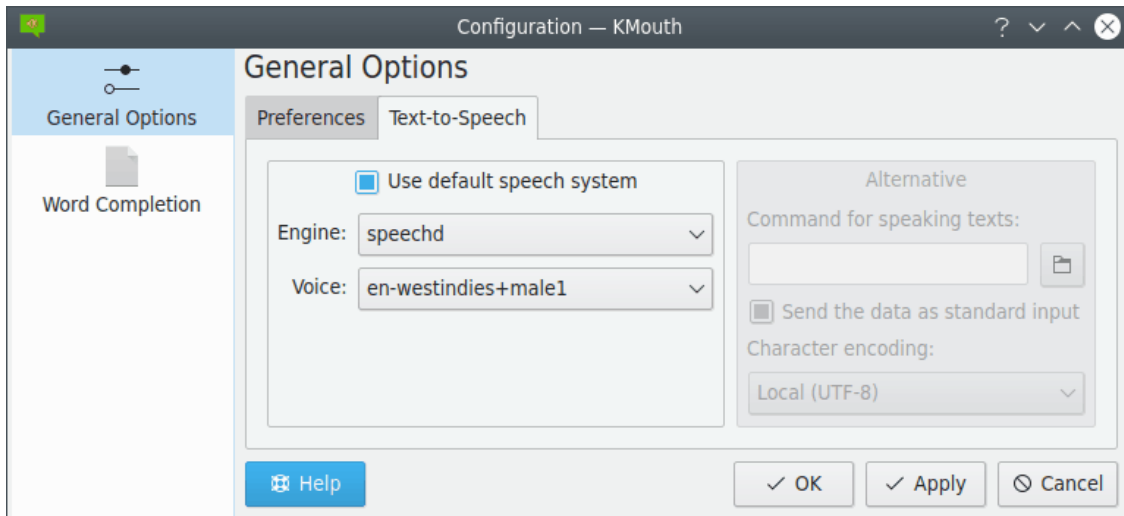 Configuration — KMouth
General Options
Word Completion
General Options
Preferences
Text-to-Speech
Use default speech system
Engine: speechd
Voice: en-westindies+male1
Alternative
Command for speaking texts:
Send the data as standard input
Character encoding:
Local (UTF-8)
Help
OK
Apply
Cancel